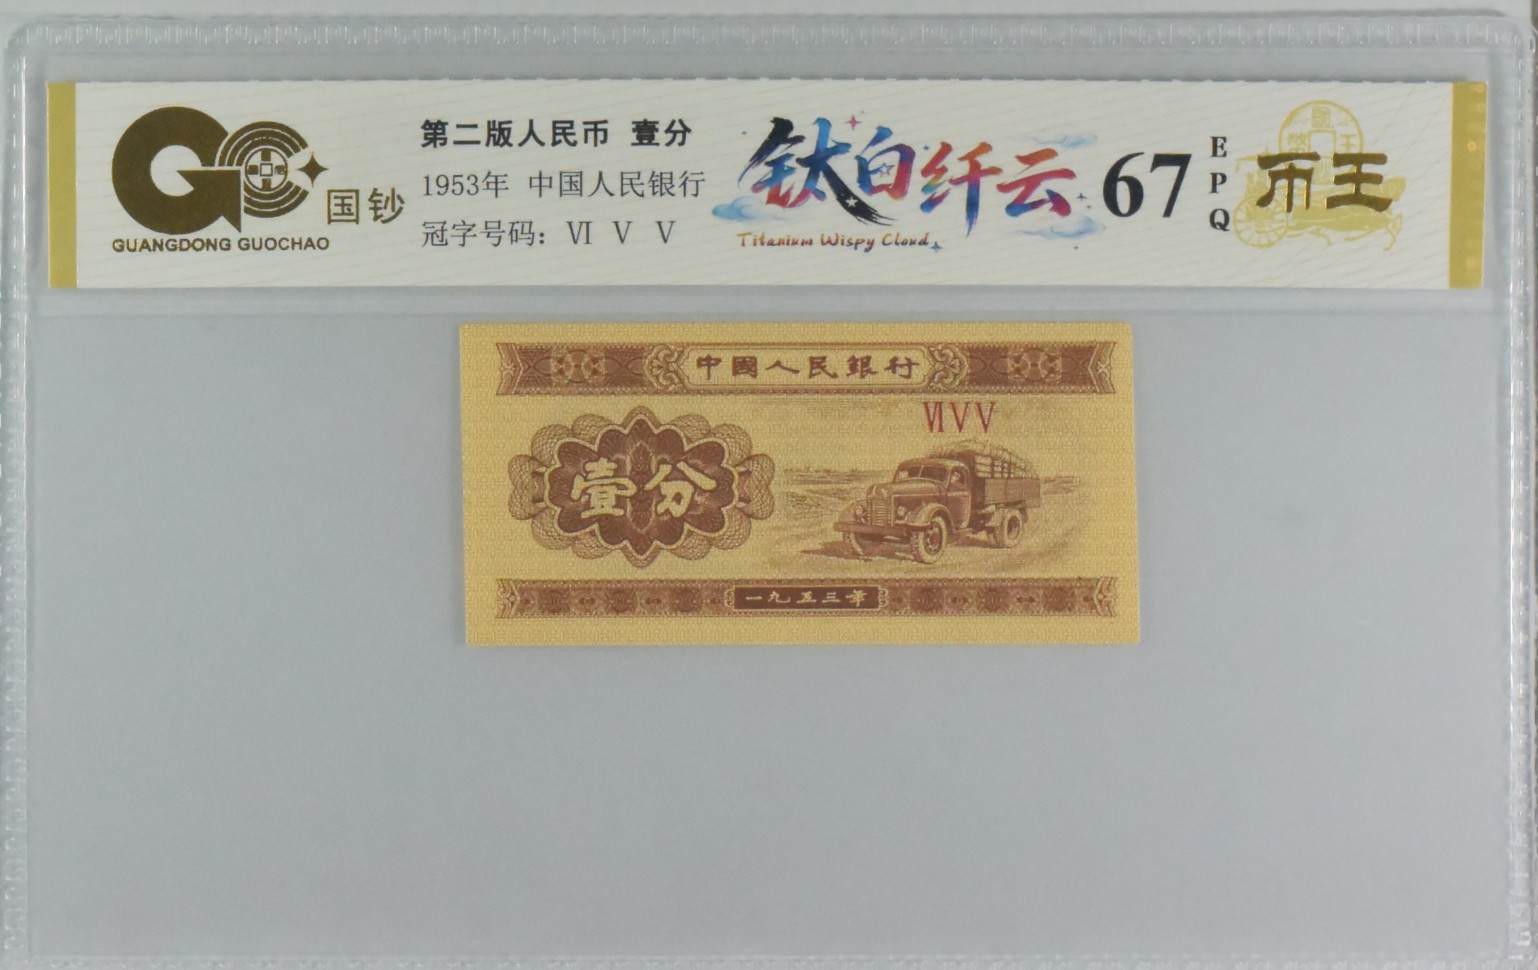 GC
国钞
GUANGDONG GUOCHAO
第二版人民币 壹分
1953年 中国人民银行
冠字号码：Ⅵ Ⅴ Ⅴ
钛白纤云
Titanium Wispy Cloud
67
EPQ
币王
中國人民銀行
ⅥⅤⅤ
壹分
一九五三年